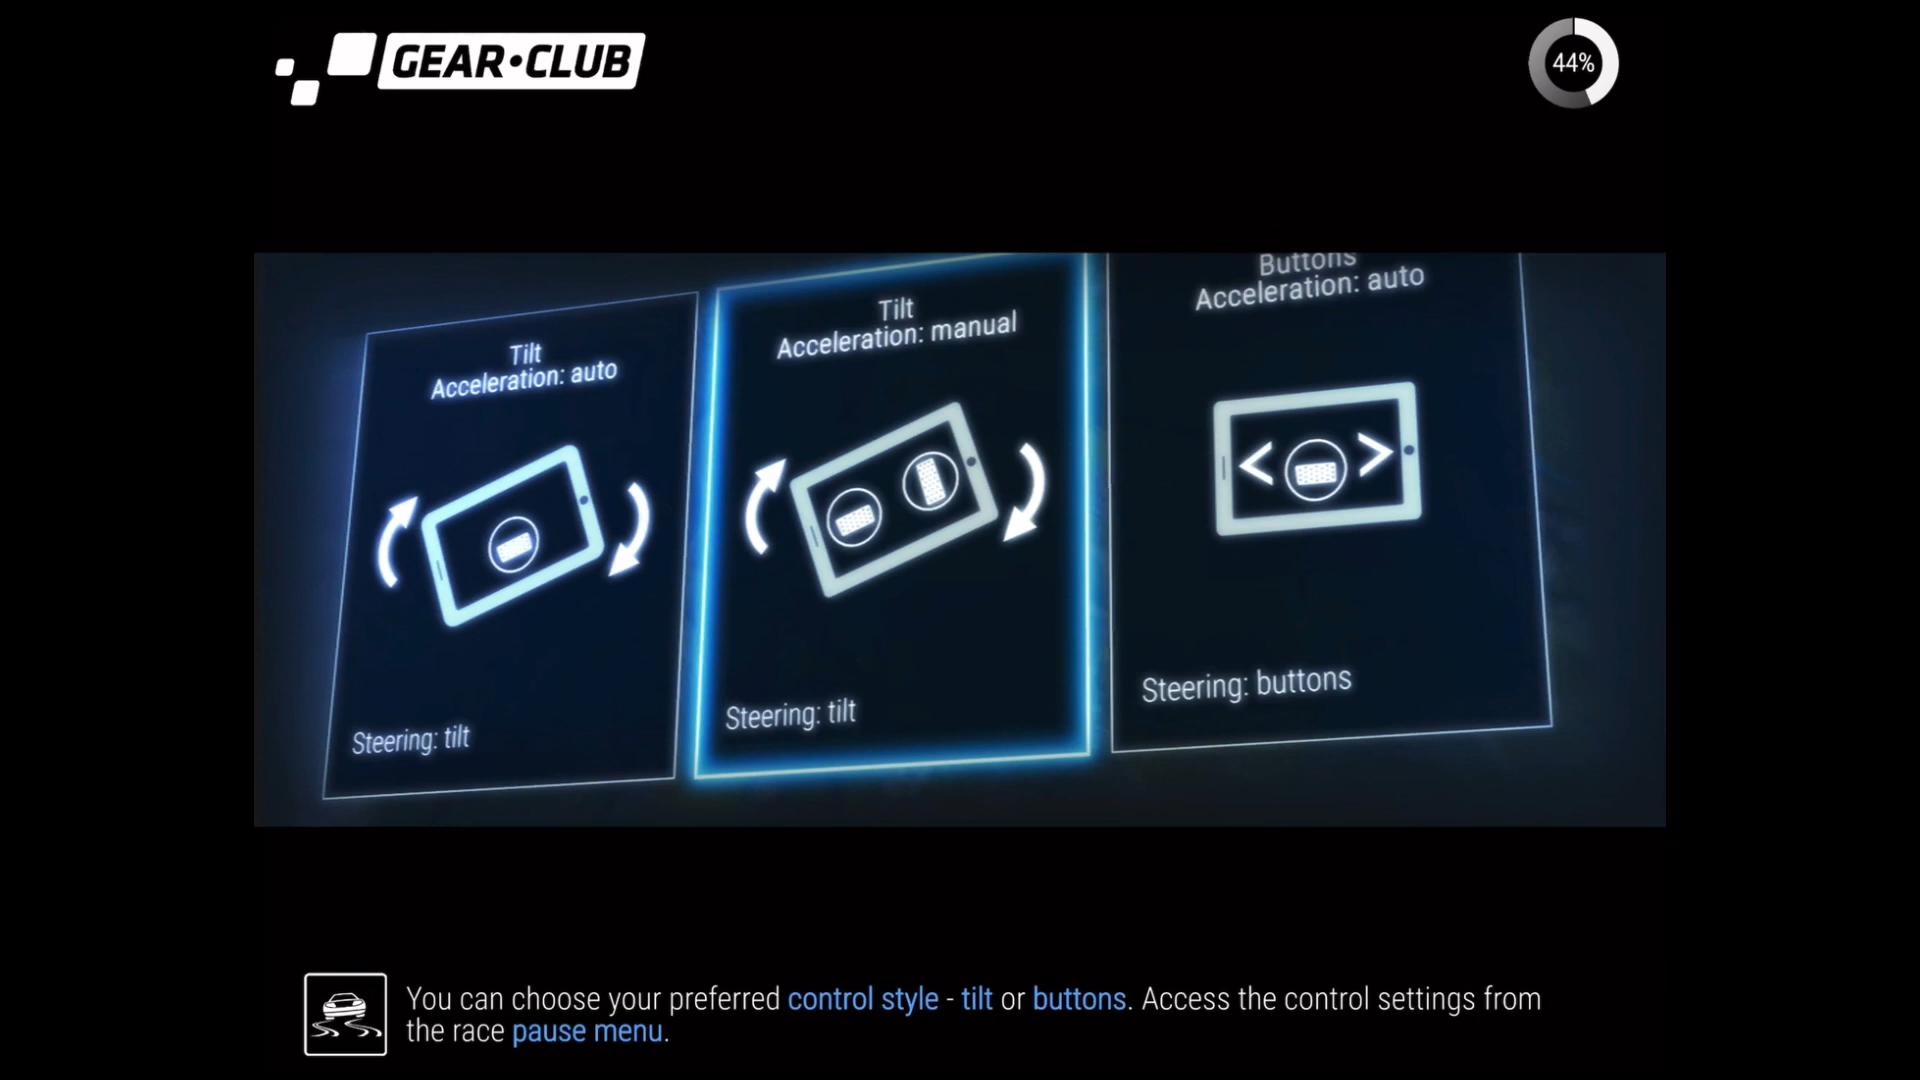 GEAR•CLUB
44%
Tilt
Acceleration: auto
Steering: tilt
Tilt
Acceleration: manual
Steering: tilt
Buttons
Acceleration: auto
< >
Steering: buttons
You can choose your preferred control style - tilt or buttons. Access the control settings from
the race pause menu.